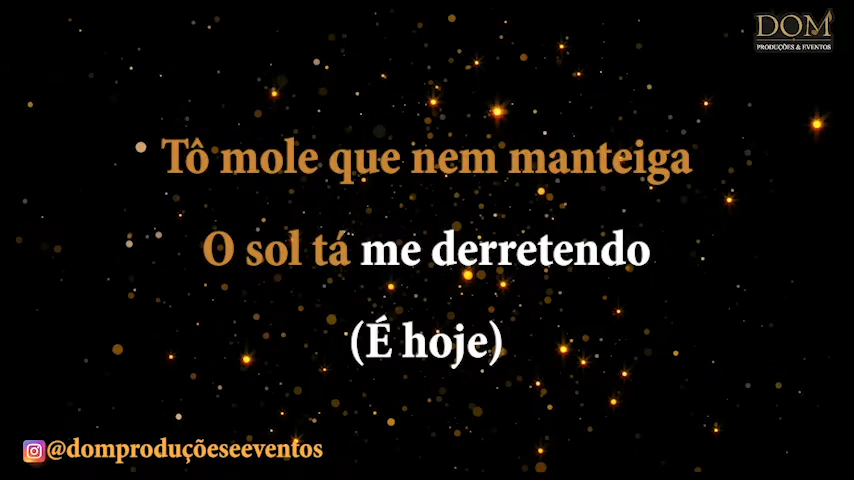 DOM
PRODUÇÕES & EVENTOS
Tô mole que nem manteiga
O sol tá me derretendo
(É hoje)
@domproduçõeseeventos